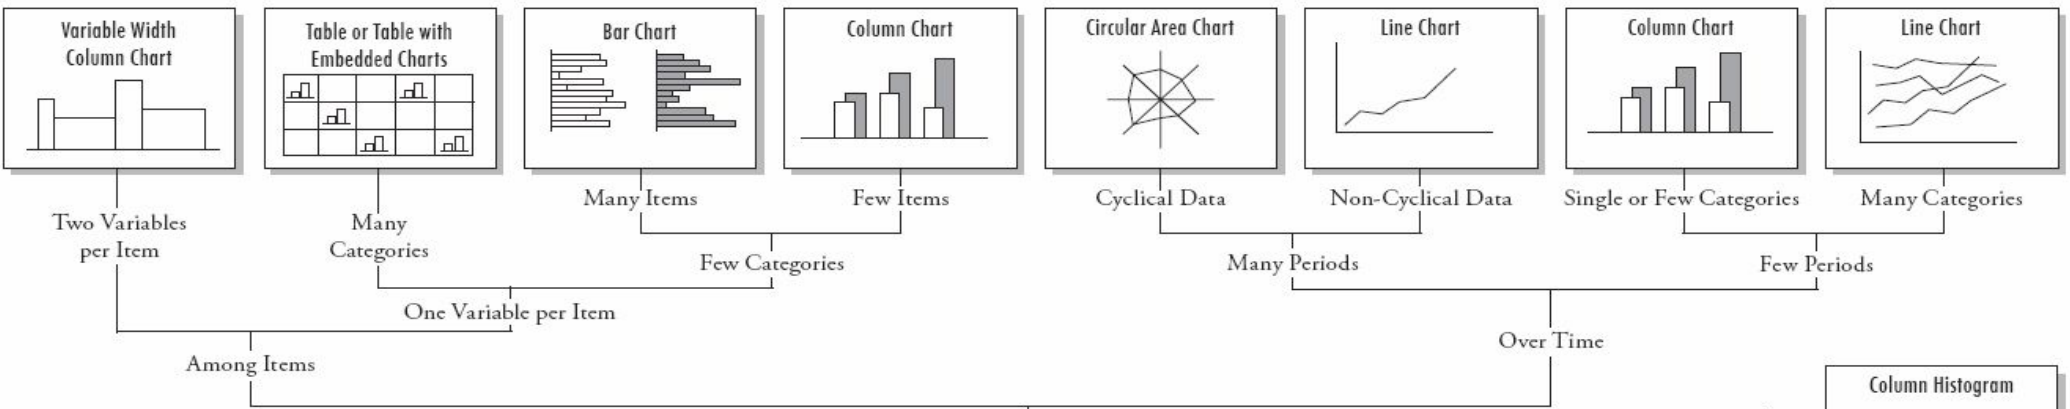 Variable Width
Column Chart
Table or Table with
Embedded Charts
Bar Chart
Column Chart
Circular Area Chart
Line Chart
Column Chart
Line Chart
Two Variables
per Item
Many
Categories
Many Items
Few Items
Cyclical Data
Non-Cyclical Data
Single or Few Categories
Many Categories
Few Categories
Many Periods
Few Periods
One Variable per Item
Over Time
Among Items
Column Histogram